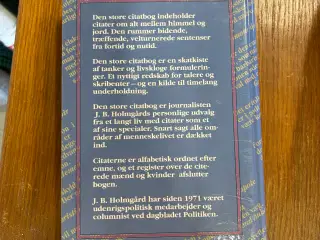 Den store citatbog indeholder
citater om alt mellem himmel og
jord. Den rummer bidende,
træffende, velturnerede sentenser
fra fortid og nutid.
Den store citatbog er en skatkiste
af tanker og livskloge formulerin-
ger. Et nyttigt redskab for talere og
skribenter – og en kilde til timelang
underholdning.
Den store citatbog er journalisten
J. B. Holmgårds personlige udvalg
fra et langt liv med citater som et
af sine specialer. Snart sagt alle om-
råder af menneskelivet er dækket
ind.
Citaterne er alfabetisk ordnet efter
emne, og et register over de cite-
rede mænd og kvinder afslutter
bogen.
J. B. Holmgård har siden 1971 været
udenrigspolitisk medarbejder og
columnist ved dagbladet Politiken.